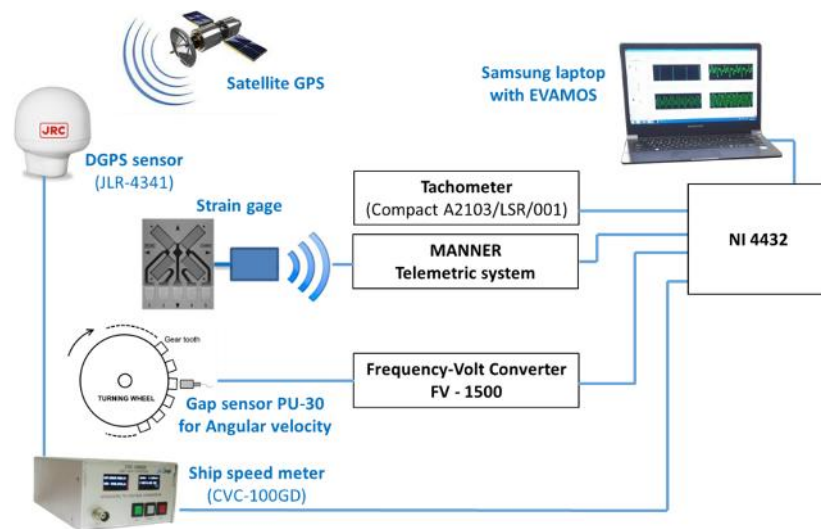 Satellite GPS
Samsung laptop
with EVAMOS
JRC
DGPS sensor
(JLR-4341)
Strain gage
Tachometer
(Compact A2103/LSR/001)
MANNER
Telemetric system
NI 4432
Gear tooth
TURNING WHEEL
Gap sensor PU-30
for Angular velocity
Frequency-Volt Converter
FV - 1500
Ship speed meter
(CVC-100GD)